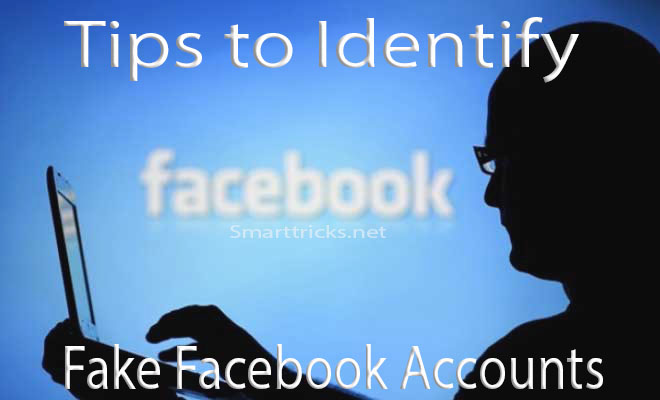 Tips to Identify
facebook
Smarttricks.net
Fake Facebook Accounts